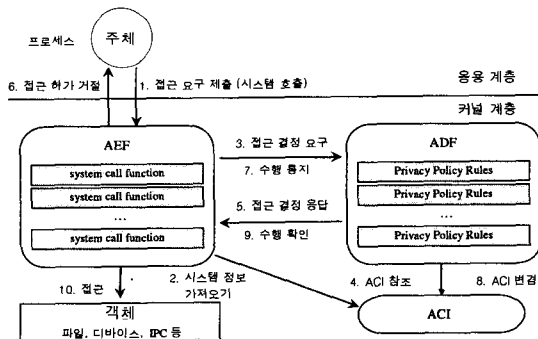 프로세스
주체
6. 접근 허가 거절
1. 접근 요구 제출 (시스템 호출)
응용 계층
커널 계층
AEF
system call function
system call function
...
system call function
3. 접근 결정 요구
7. 수행 통지
5. 접근 결정 응답
9. 수행 확인
ADF
Privacy Policy Rules
Privacy Policy Rules
...
Privacy Policy Rules
10. 접근
2. 시스템 정보
가져오기
4. ACI 참조
8. ACI 변경
객체
파일, 디바이스, IPC 등
ACI